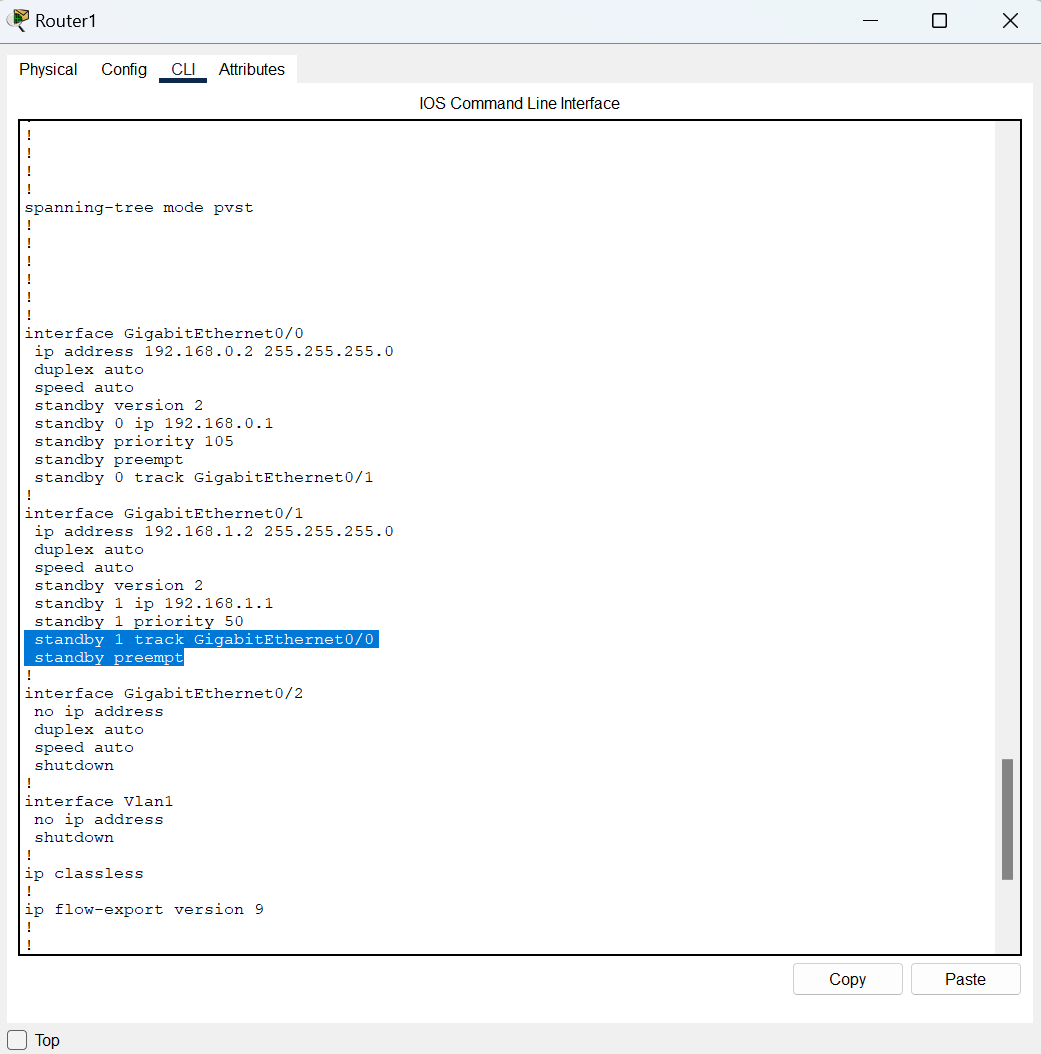 Router1
Physical Config CLI Attributes
IOS Command Line Interface
!
!
!
!
spanning-tree mode pvst
!
!
!
!
!
!
interface GigabitEthernet0/0
ip address 192.168.0.2 255.255.255.0
duplex auto
speed auto
standby version 2
standby 0 ip 192.168.0.1
standby priority 105
standby preempt
standby 0 track GigabitEthernet0/1
!
interface GigabitEthernet0/1
ip address 192.168.1.2 255.255.255.0
duplex auto
speed auto
standby version 2
standby 1 ip 192.168.1.1
standby 1 priority 50
standby 1 track GigabitEthernet0/0
standby preempt
!
interface GigabitEthernet0/2
no ip address
duplex auto
speed auto
shutdown
!
interface Vlan1
no ip address
shutdown
!
ip classless
!
ip flow-export version 9
!
!
Copy Paste
Top